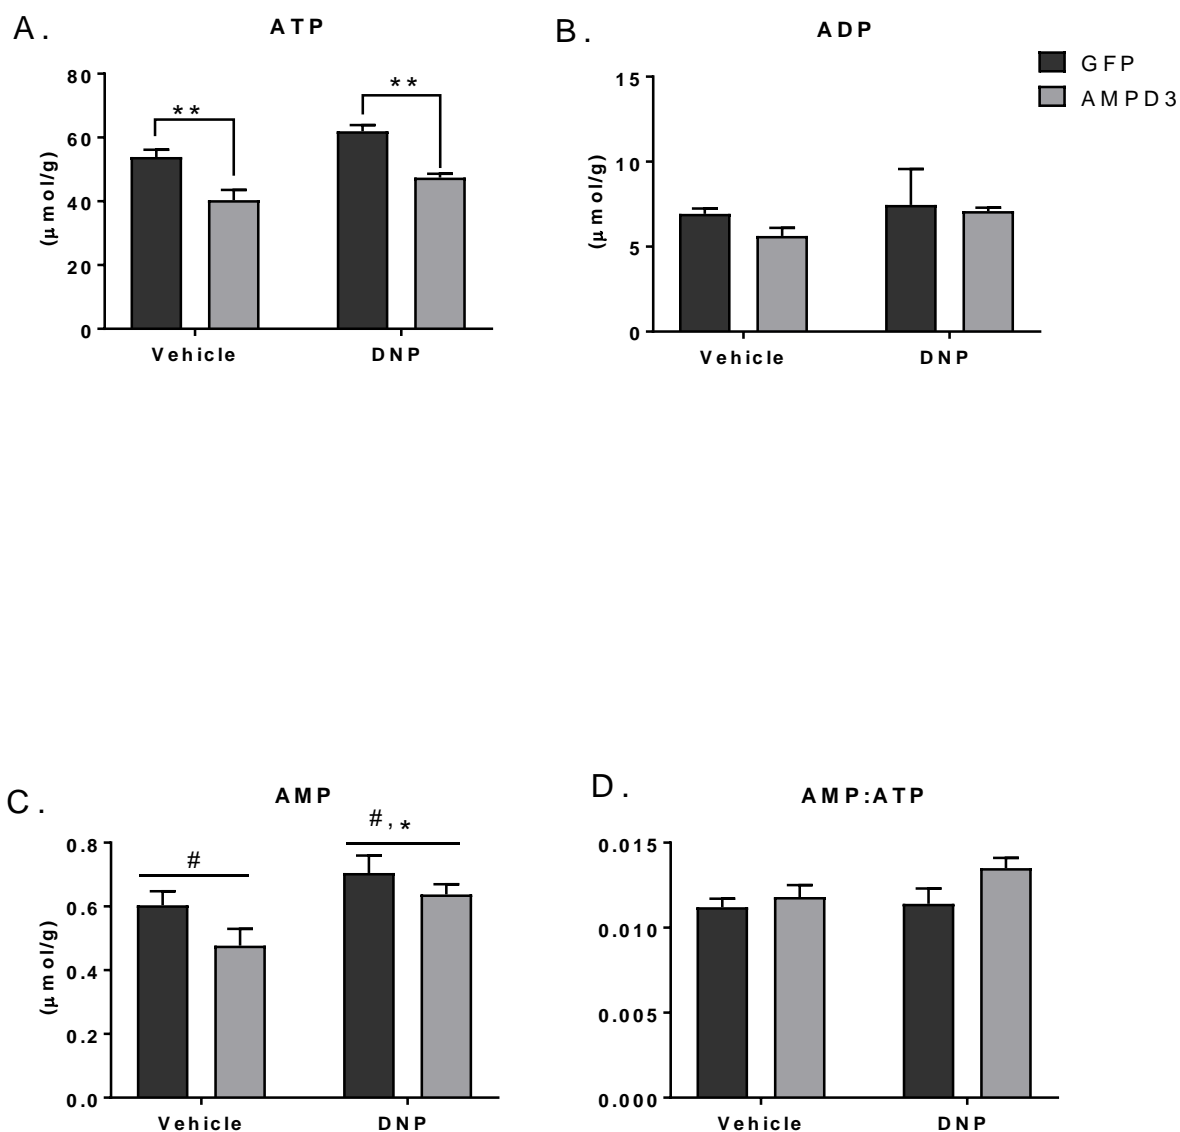 A.
ATP
80
60
40
20
0
(μmol/g)
**
**
Vehicle
DNP
B.
ADP
15
10
5
0
(μmol/g)
Vehicle
DNP
GFP
AMPD3
C.
AMP
0.8
0.6
0.4
0.2
0.0
(μmol/g)
#
#,*
Vehicle
DNP
D.
AMP:ATP
0.015
0.010
0.005
0.000
Vehicle
DNP